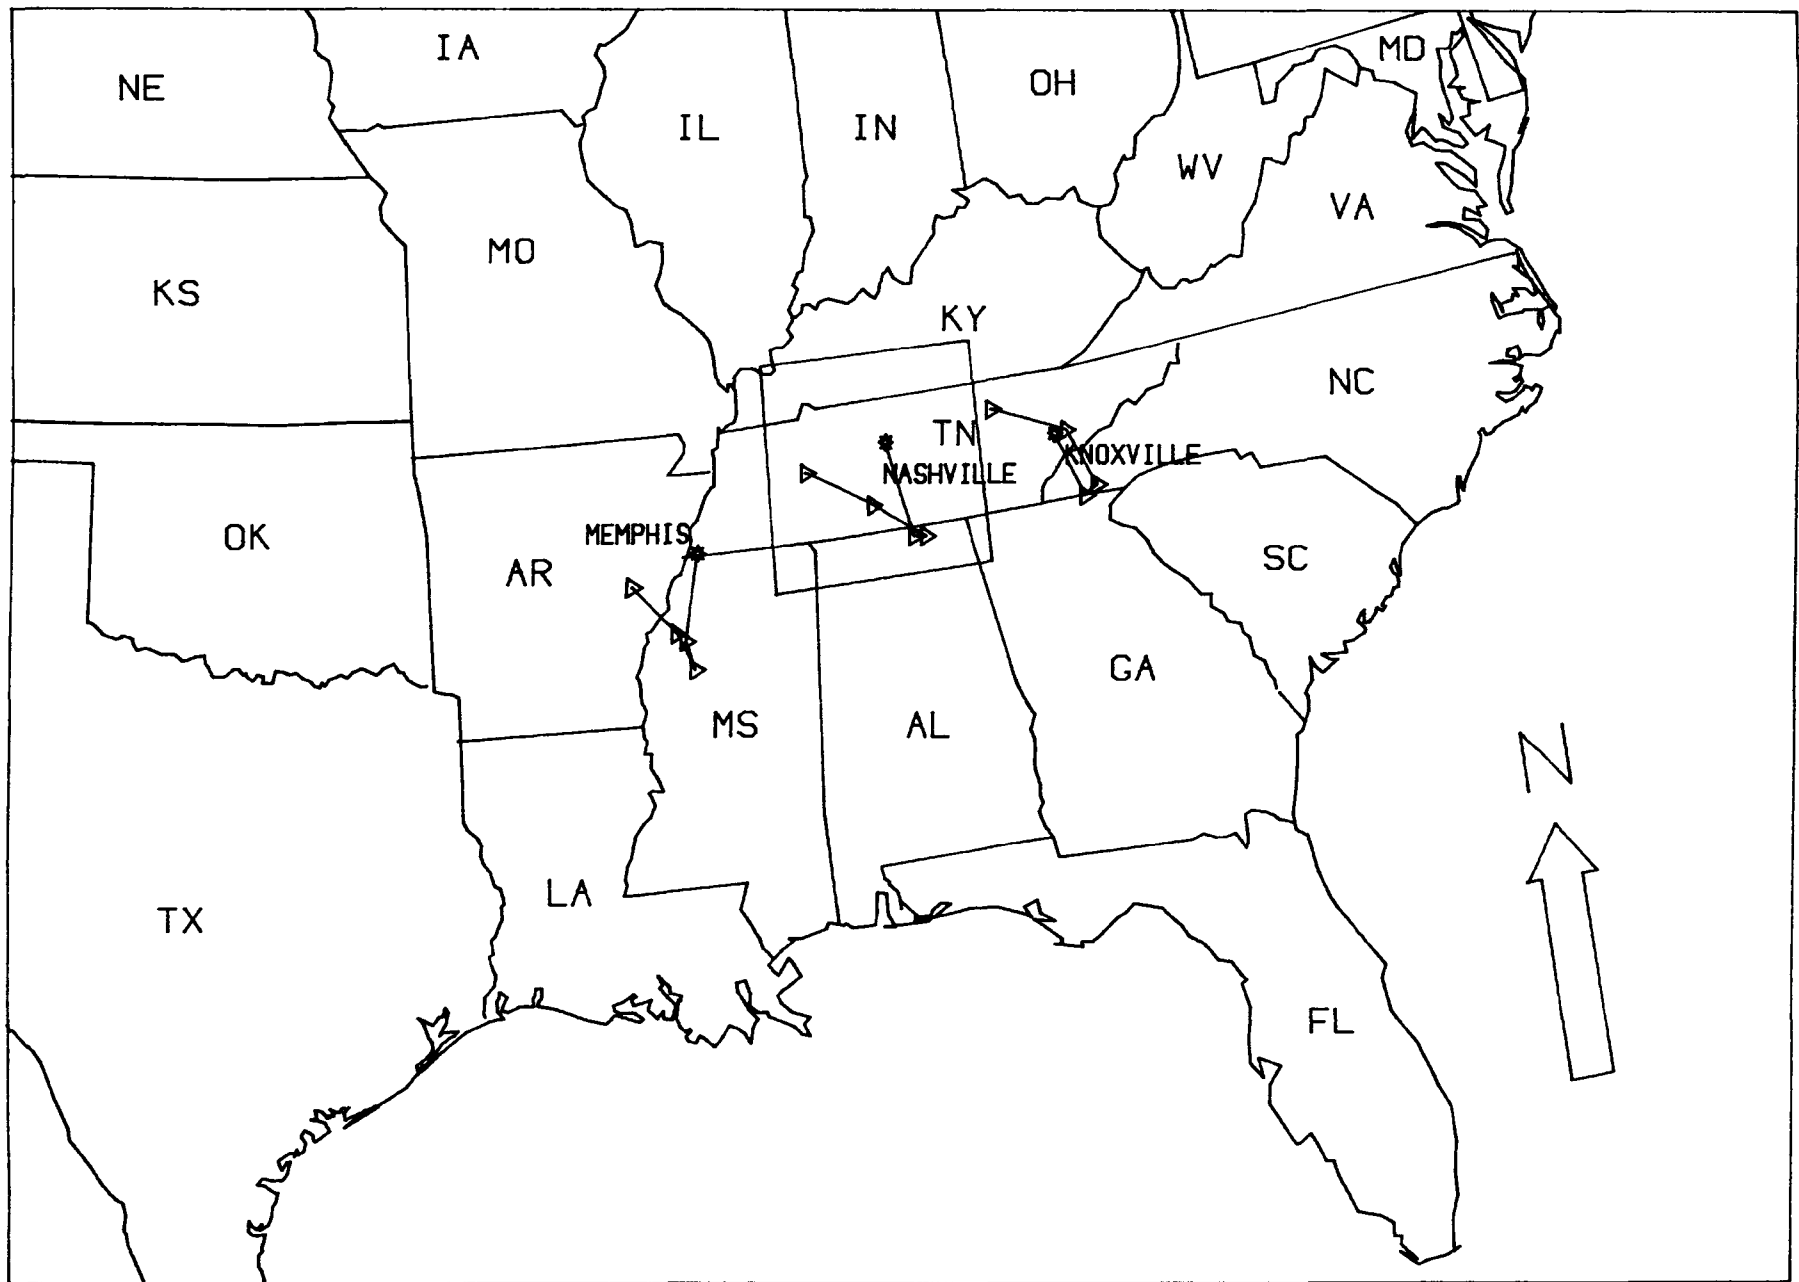 IA
MD
NE
OH
IL
IN
WV
VA
MO
KS
KY
NC
TN
KNOXVILLE
NASHVILLE
MEMPHIS
OK
AR
SC
GA
MS
AL
N
LA
TX
FL